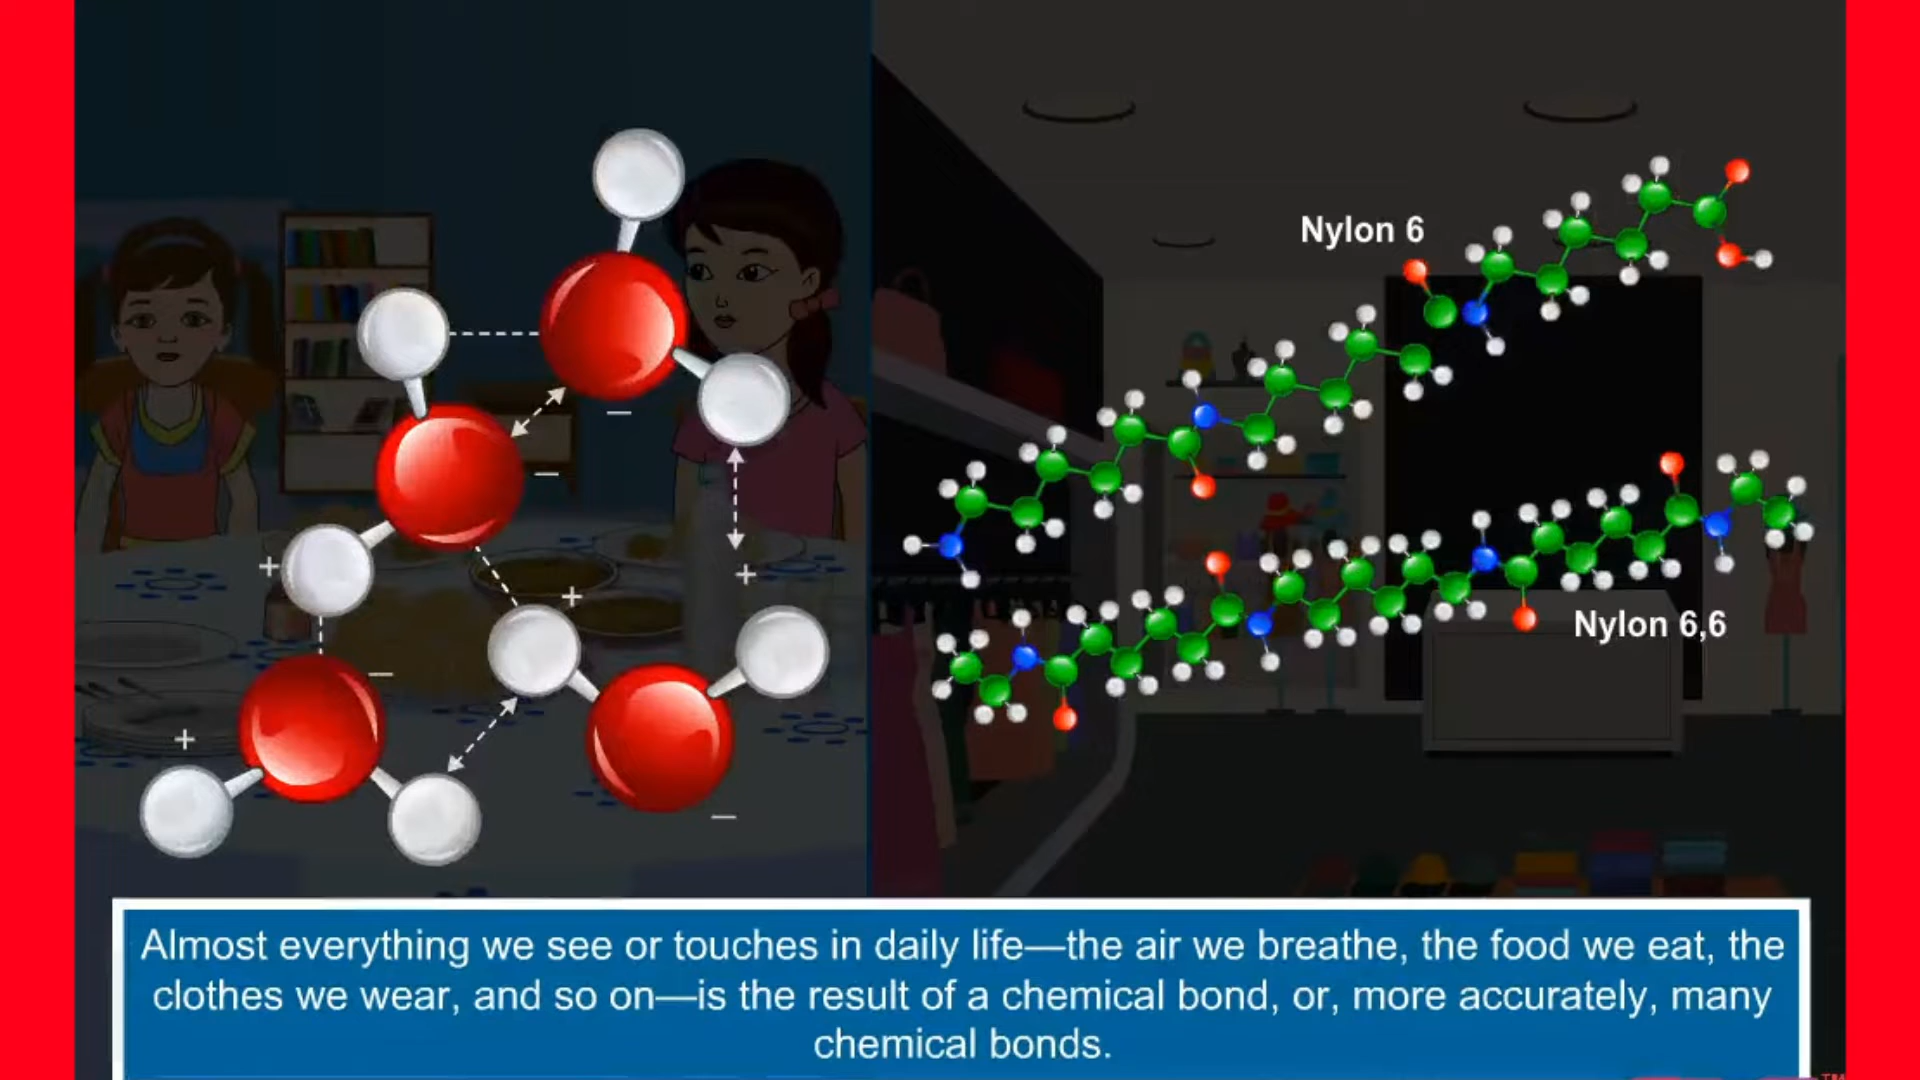 Nylon 6
Nylon 6,6
Almost everything we see or touches in daily life—the air we breathe, the food we eat, the
clothes we wear, and so on—is the result of a chemical bond, or, more accurately, many
chemical bonds.